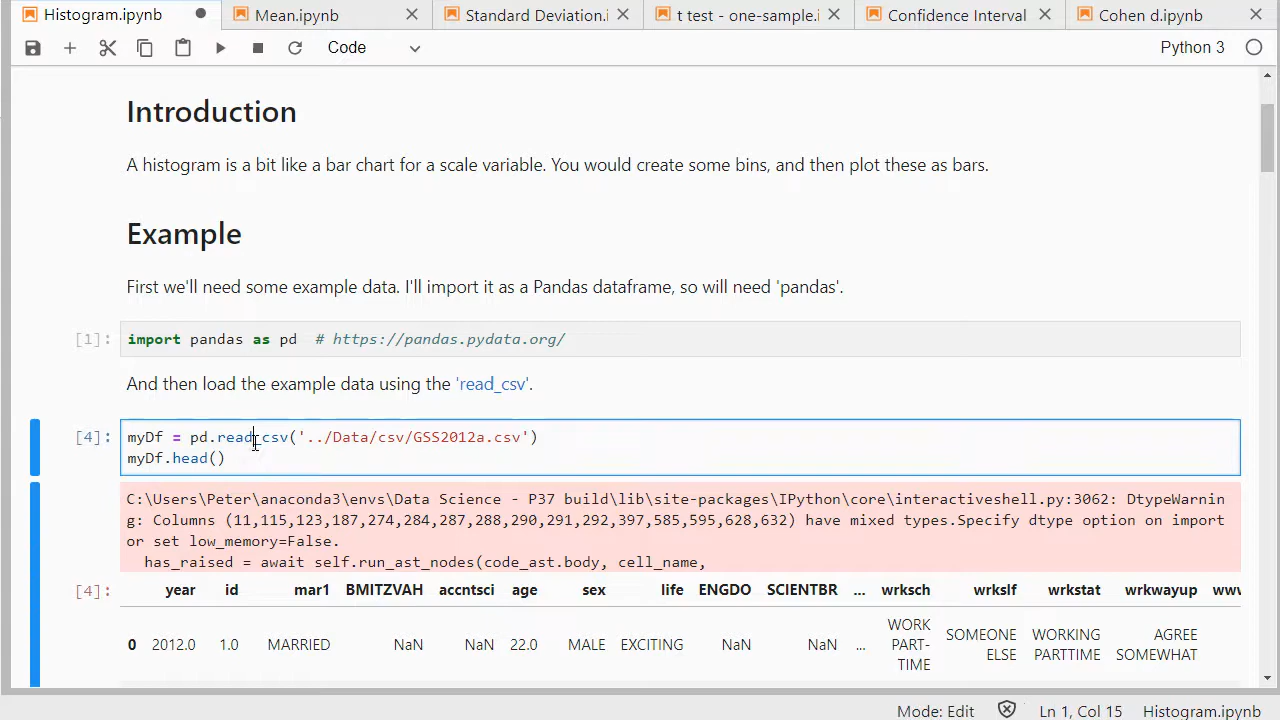 Histogram.ipynb Mean.ipynb Standard Deviation.i t test - one-sample.i Confidence Interval Cohen d.ipynb
Code Python 3
Introduction
A histogram is a bit like a bar chart for a scale variable. You would create some bins, and then plot these as bars.
Example
First we'll need some example data. I'll import it as a Pandas dataframe, so will need 'pandas'.
[1]: import pandas as pd # https://pandas.pydata.org/
And then load the example data using the 'read_csv'.
[4]: myDf = pd.read_csv('../Data/csv/GSS2012a.csv')
myDf.head()
C:\Users\Peter\anaconda3\envs\Data Science - P37 build\lib\site-packages\IPython\core\interactiveshell.py:3062: DtypeWarnin
g: Columns (11,115,123,187,274,284,287,288,290,291,292,397,585,595,628,632) have mixed types.Specify dtype option on import
or set low_memory=False.
has_raised = await self.run_ast_nodes(code_ast.body, cell_name,
[4]: year id mar1 BMITZVAH accntsci age sex life ENGDO SCIENTBR ... wrksch wrkslf wrkstat wrkwayup
0 2012.0 1.0 MARRIED NaN NaN 22.0 MALE EXCITING NaN NaN ... WORK PART-TIME SOMEONE ELSE WORKING PARTTIME AGREE SOMEWHAT
Mode: Edit Ln 1, Col 15 Histogram.ipynb